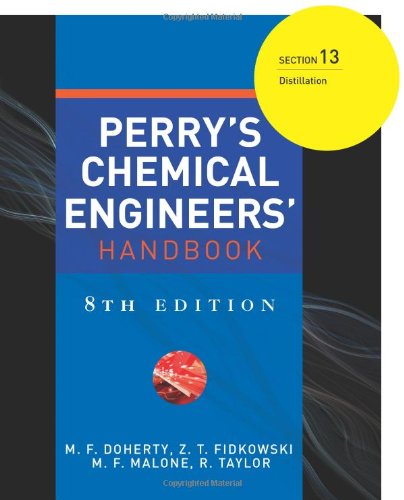 SECTION 13
Distillation
PERRY'S
CHEMICAL
ENGINEERS'
HANDBOOK
8TH EDITION
M. F. DOHERTY, Z. T. FIDKOWSKI
M. F. MALONE, R. TAYLOR